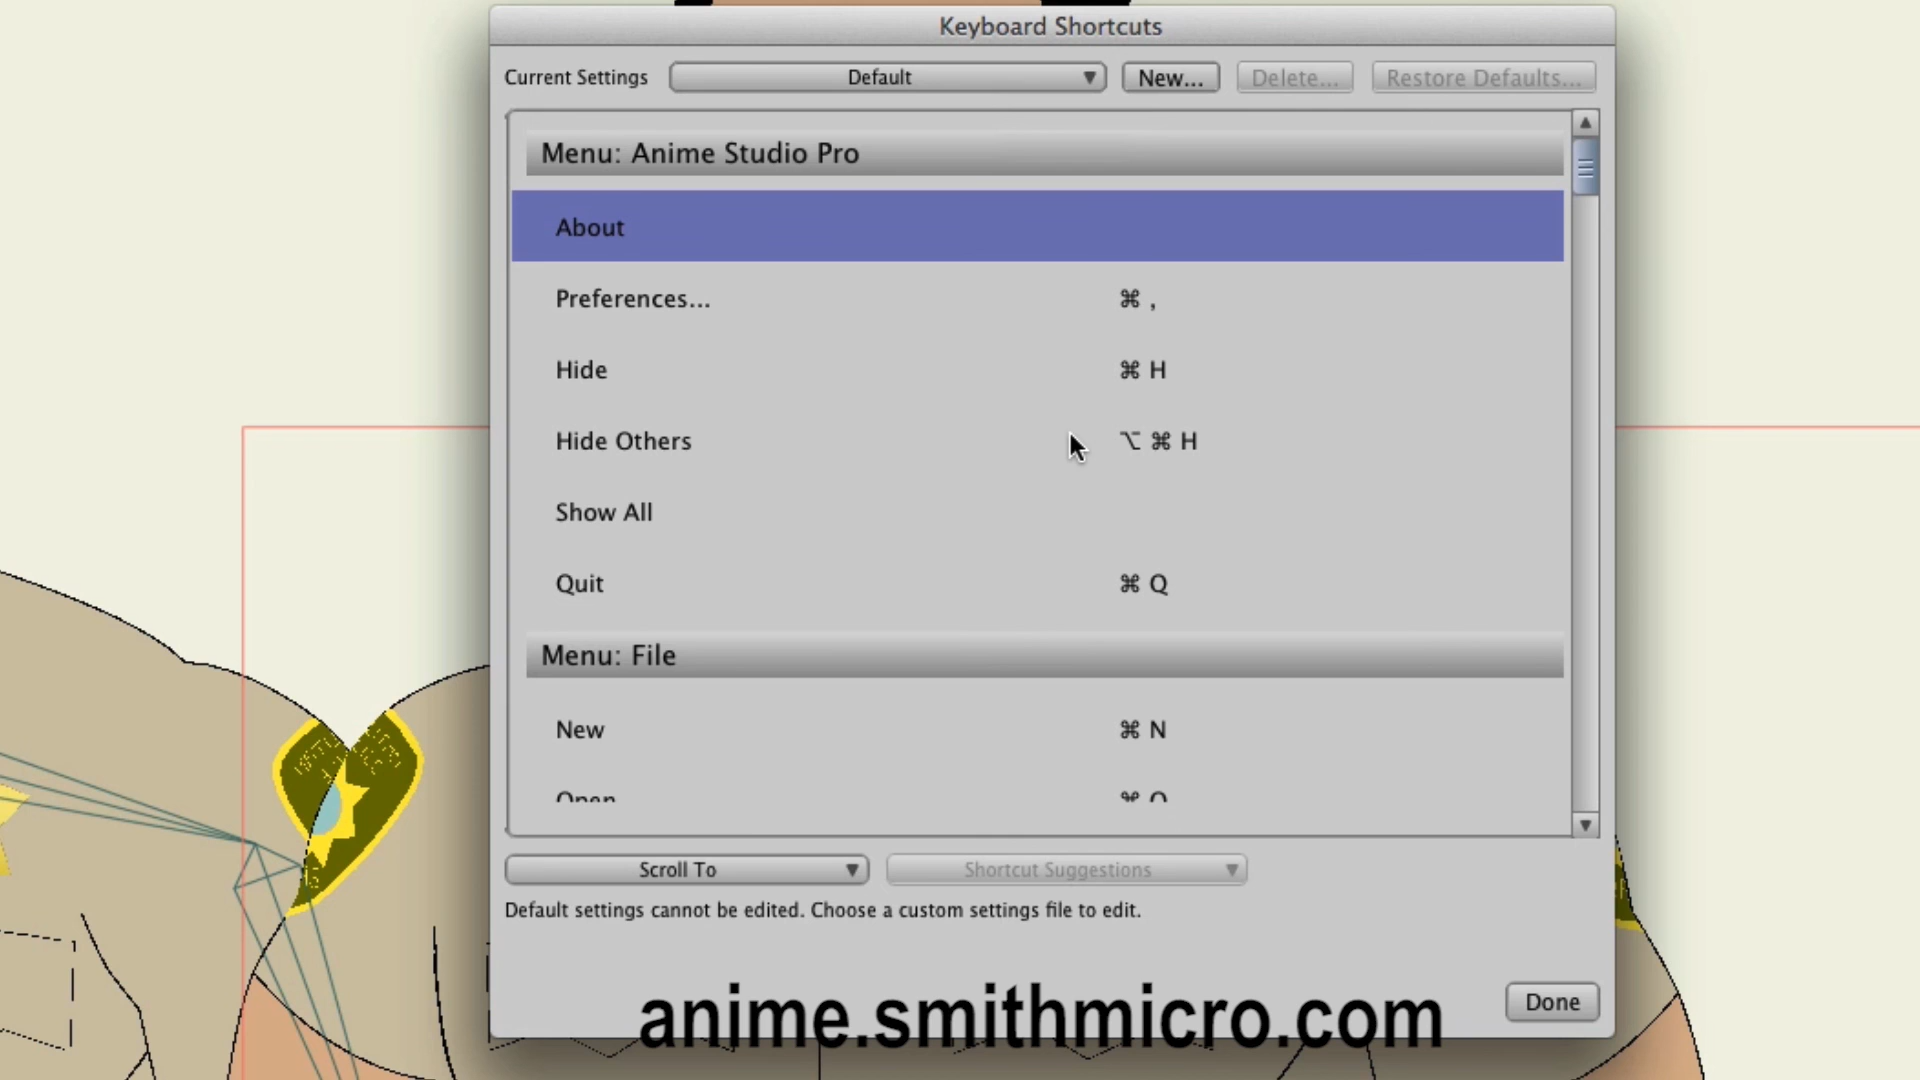 Keyboard Shortcuts
Current Settings Default New... Delete... Restore Defaults...
Menu: Anime Studio Pro
About
Preferences... ⌘ ,
Hide ⌘ H
Hide Others ⌥ ⌘ H
Show All
Quit ⌘ Q
Menu: File
New ⌘ N
Open ⌘ O
Scroll To Shortcut Suggestions
Default settings cannot be edited. Choose a custom settings file to edit.
Done
anime.smithmicro.com